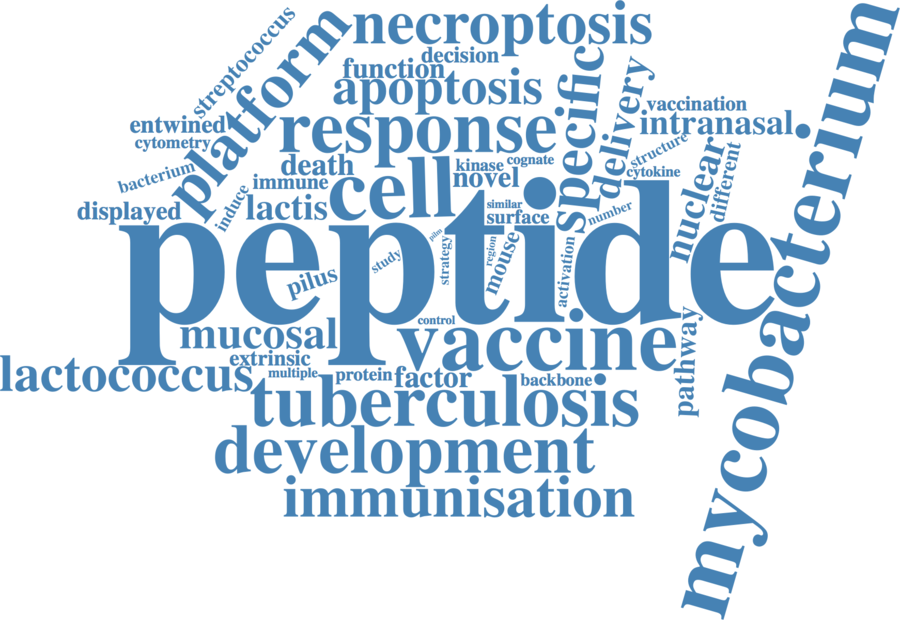 necroptosis
mycobacterium
streptococcus
platform
decision
function
apoptosis
specific
delivery
vaccination
intranasal
entwined
cytometry
response
structure
death
kinase
cognate
cytokine
nuclear
different
bacterium
immune
cell
novel
induce
displayed
lactis
similar
surface
number
peptide
pilus
study
pilm
strategy
region
mouse
activation
control
mucosal
vaccine
pathway
extrinsic
lactococcus
multiple
protein
factor
backbone
tuberculosis
development
immunisation